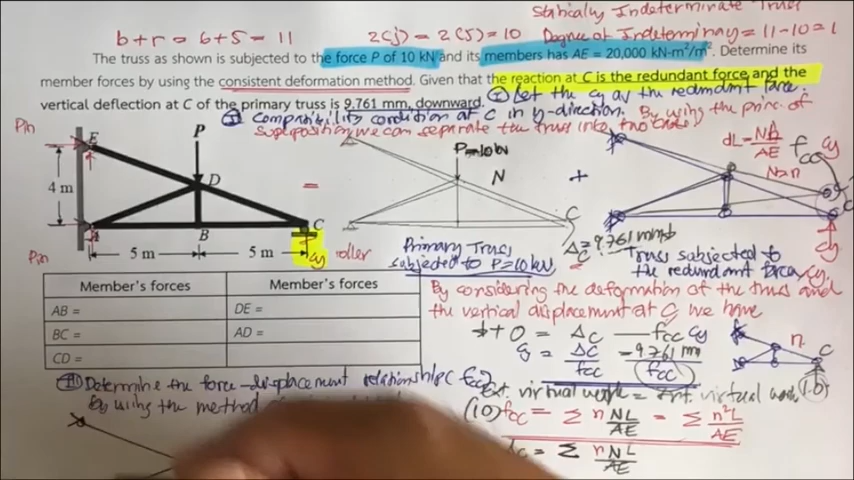 Statically Indeterminate Truss
b+r = 6+5 = 11 2(j) = 2(5) = 10 Degree of Indeterminacy = 11-10=1
The truss as shown is subjected to the force P of 10 kN and its members has AE = 20,000 kN-m²/m². Determine its
member forces by using the consistent deformation method. Given that the reaction at C is the redundant force and the
vertical deflection at C of the primary truss is 9.761 mm, downward. I Let the Cy as the redundant force.
II Compatibility condition at C in y-direction. By using the princ. of
superposition we can separate the truss into two cases
Pin
E
P
D
4 m
A
B
C
Pin
5 m
5 m
Cy
roller
=
P=10kN
N
C
Primary Truss
subjected to P=10kN
Δc=9.761mm
+
dL=NL/AE
N=n
fcc Cy
C
Cy
Truss subjected to
the redundant force, Cy.
Member's forces Member's forces
AB = DE =
BC = AD =
CD =
By considering the deformation of the truss and
the vertical displacement at C, we have
+ 0 = Δc — fcc Cy
Cy = Δc/fcc = 9.761 mm/fcc
n
C
(1.0)
III Determine the force-displacement relationship (fcc)
by using the method of
Ext virtual work = Int. virtual work
(1.0) fcc = Σ n NL/AE = Σ n²L/AE
Δc = Σ n NL/AE